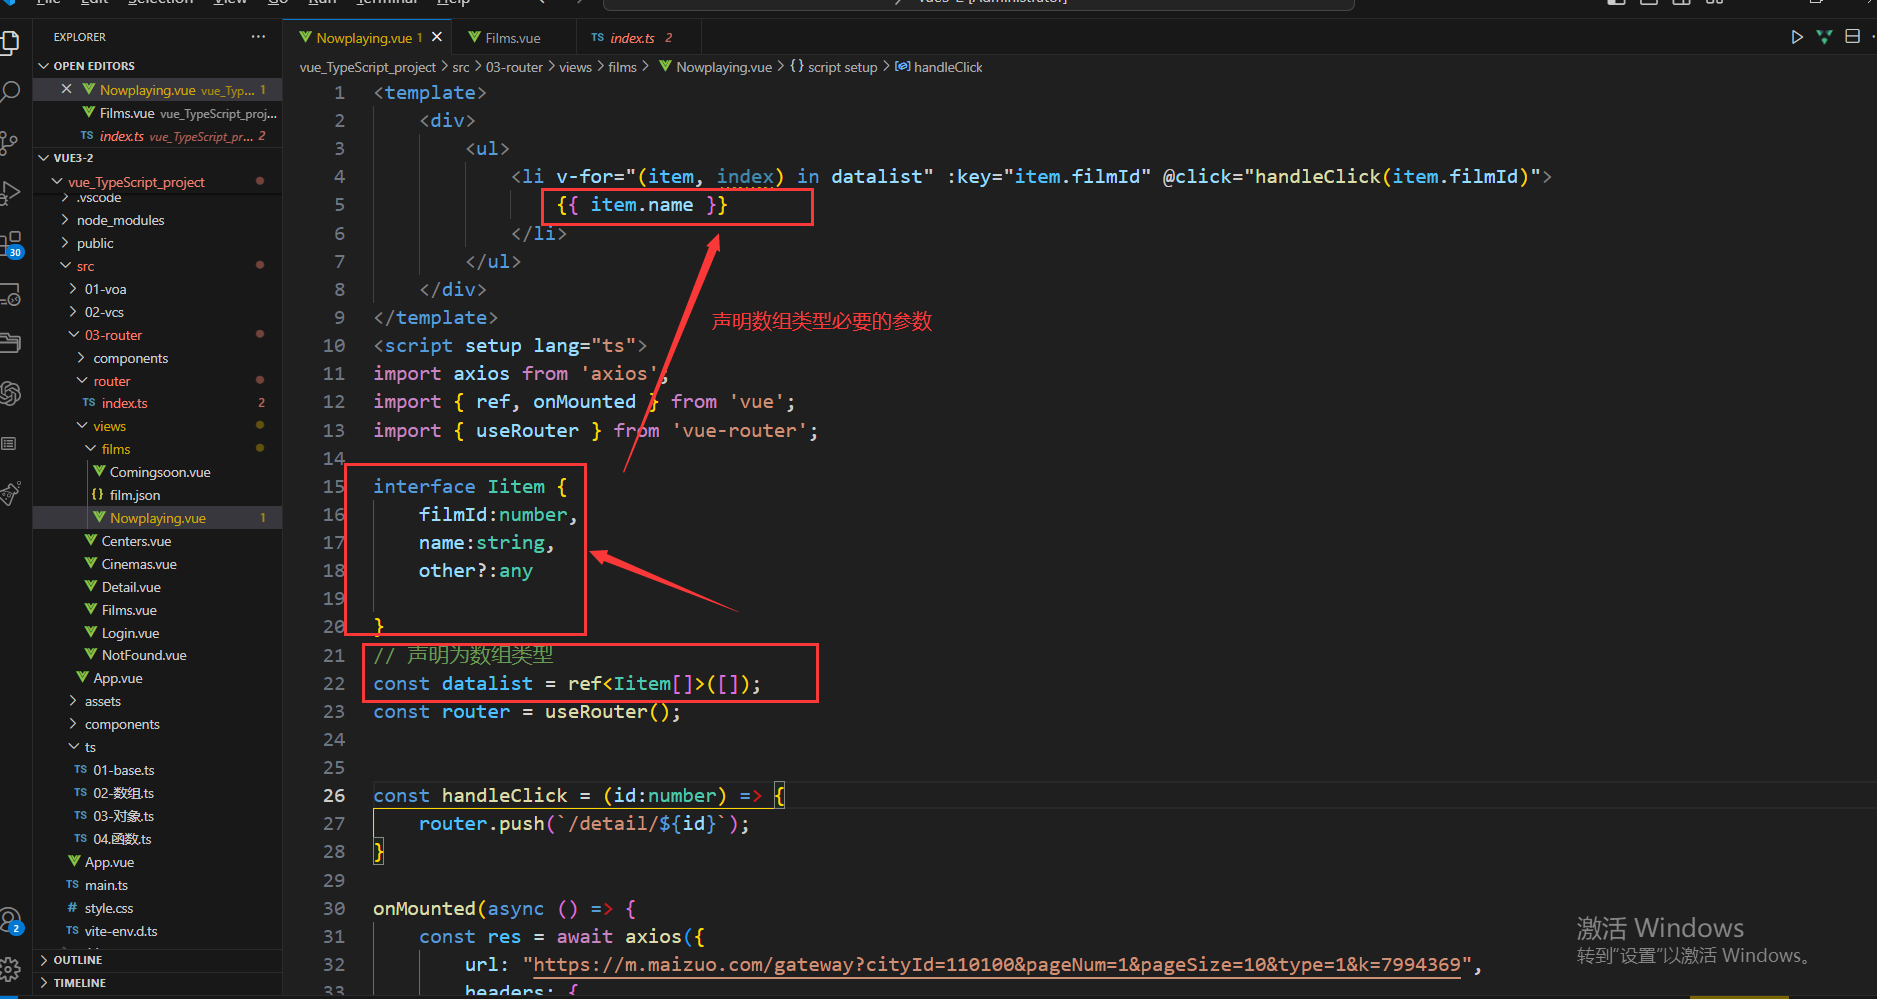 File Edit Selection View Go Run Terminal Help
EXPLORER ···
Nowplaying.vue 1 × Films.vue TS index.ts 2
OPEN EDITORS
vue_TypeScript_project > src > 03-router > views > films > Nowplaying.vue > {} script setup > handleClick
× Nowplaying.vue vue_Typ... 1
Films.vue vue_TypeScript_proj...
TS index.ts vue_TypeScript_pr... 2
VUE3-2
vue_TypeScript_project
.vscode
node_modules
public
src
01-voa
02-vcs
03-router
components
router
TS index.ts 2
views
films
Comingsoon.vue
{} film.json
Nowplaying.vue 1
Centers.vue
Cinemas.vue
Detail.vue
Films.vue
Login.vue
NotFound.vue
App.vue
assets
components
ts
TS 01-base.ts
TS 02-数组.ts
TS 03-对象.ts
TS 04.函数.ts
App.vue
TS main.ts
# style.css
TS vite-env.d.ts
OUTLINE
TIMELINE
30
2
1 <template>
2 <div>
3 <ul>
4 <li v-for="(item, index) in datalist" :key="item.filmId" @click="handleClick(item.filmId)">
5 {{ item.name }}
6 </li>
7 </ul>
8 </div>
9 </template>
声明数组类型必要的参数
10 <script setup lang="ts">
11 import axios from 'axios';
12 import { ref, onMounted } from 'vue';
13 import { useRouter } from 'vue-router';
14
15 interface Iitem {
16 filmId:number,
17 name:string,
18 other?:any
19
20 }
21 // 声明为数组类型
22 const datalist = ref<Iitem[]>([]);
23 const router = useRouter();
24
25
26 const handleClick = (id:number) => {
27 router.push(`/detail/${id}`);
28 }
29
30 onMounted(async () => {
31 const res = await axios({
32 url: "https://m.maizuo.com/gateway?cityId=110100&pageNum=1&pageSize=10&type=1&k=7994369",
33 headers: {
激活 Windows
转到"设置"以激活 Windows。